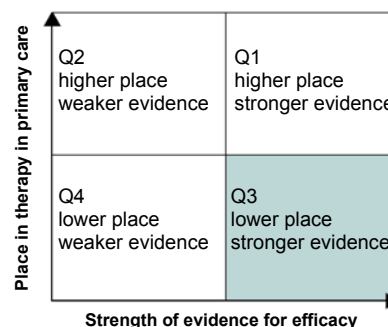 Place in therapy in primary care
Q2
higher place
weaker evidence
Q1
higher place
stronger evidence
Q4
lower place
weaker evidence
Q3
lower place
stronger evidence
Strength of evidence for efficacy